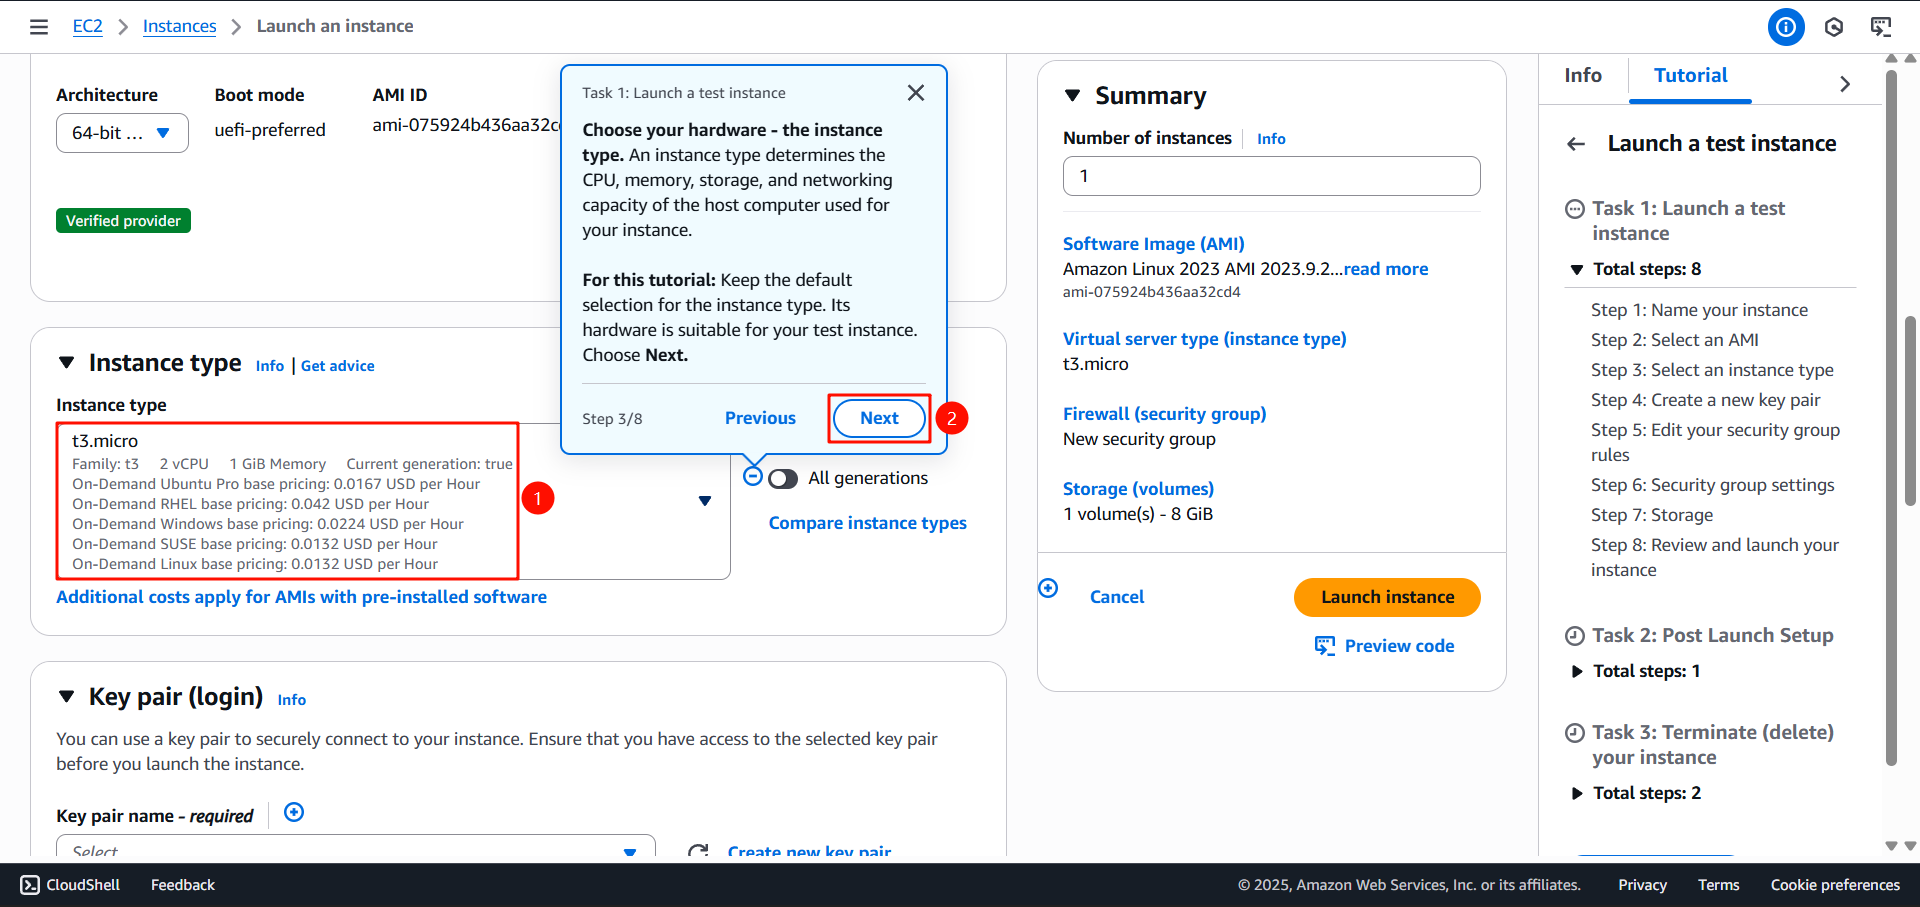 EC2 > Instances > Launch an instance
Architecture
Boot mode
AMI ID
64-bit ...
uefi-preferred
ami-075924b436aa32c
Verified provider
Task 1: Launch a test instance
Choose your hardware - the instance
type. An instance type determines the
CPU, memory, storage, and networking
capacity of the host computer used for
your instance.
For this tutorial: Keep the default
selection for the instance type. Its
hardware is suitable for your test instance.
Choose Next.
Step 3/8
Previous
Next
2
Instance type
Info | Get advice
Instance type
t3.micro
Family: t3 2 vCPU 1 GiB Memory Current generation: true
On-Demand Ubuntu Pro base pricing: 0.0167 USD per Hour
On-Demand RHEL base pricing: 0.042 USD per Hour
On-Demand Windows base pricing: 0.0224 USD per Hour
On-Demand SUSE base pricing: 0.0132 USD per Hour
On-Demand Linux base pricing: 0.0132 USD per Hour
1
All generations
Compare instance types
Additional costs apply for AMIs with pre-installed software
Key pair (login)
Info
You can use a key pair to securely connect to your instance. Ensure that you have access to the selected key pair
before you launch the instance.
Key pair name - required
Select
Create new key pair
Summary
Number of instances
Info
1
Software Image (AMI)
Amazon Linux 2023 AMI 2023.9.2...read more
ami-075924b436aa32cd4
Virtual server type (instance type)
t3.micro
Firewall (security group)
New security group
Storage (volumes)
1 volume(s) - 8 GiB
Cancel
Launch instance
Preview code
Info
Tutorial
Launch a test instance
Task 1: Launch a test
instance
Total steps: 8
Step 1: Name your instance
Step 2: Select an AMI
Step 3: Select an instance type
Step 4: Create a new key pair
Step 5: Edit your security group
rules
Step 6: Security group settings
Step 7: Storage
Step 8: Review and launch your
instance
Task 2: Post Launch Setup
Total steps: 1
Task 3: Terminate (delete)
your instance
Total steps: 2
CloudShell
Feedback
© 2025, Amazon Web Services, Inc. or its affiliates.
Privacy
Terms
Cookie preferences